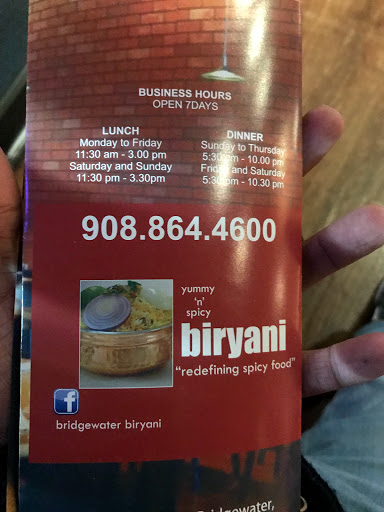 BUSINESS HOURS
OPEN 7DAYS
LUNCH
Monday to Friday
11:30 am - 3.00 pm
Saturday and Sunday
11:30 pm - 3.30pm
DINNER
Sunday to Thursday
5:30 pm - 10.00 pm
Friday and Saturday
5:30 pm - 10.30 pm
908.864.4600
yummy
'n'
spicy
biryani
"redefining spicy food"
f
bridgewater biryani
Bridgewater,